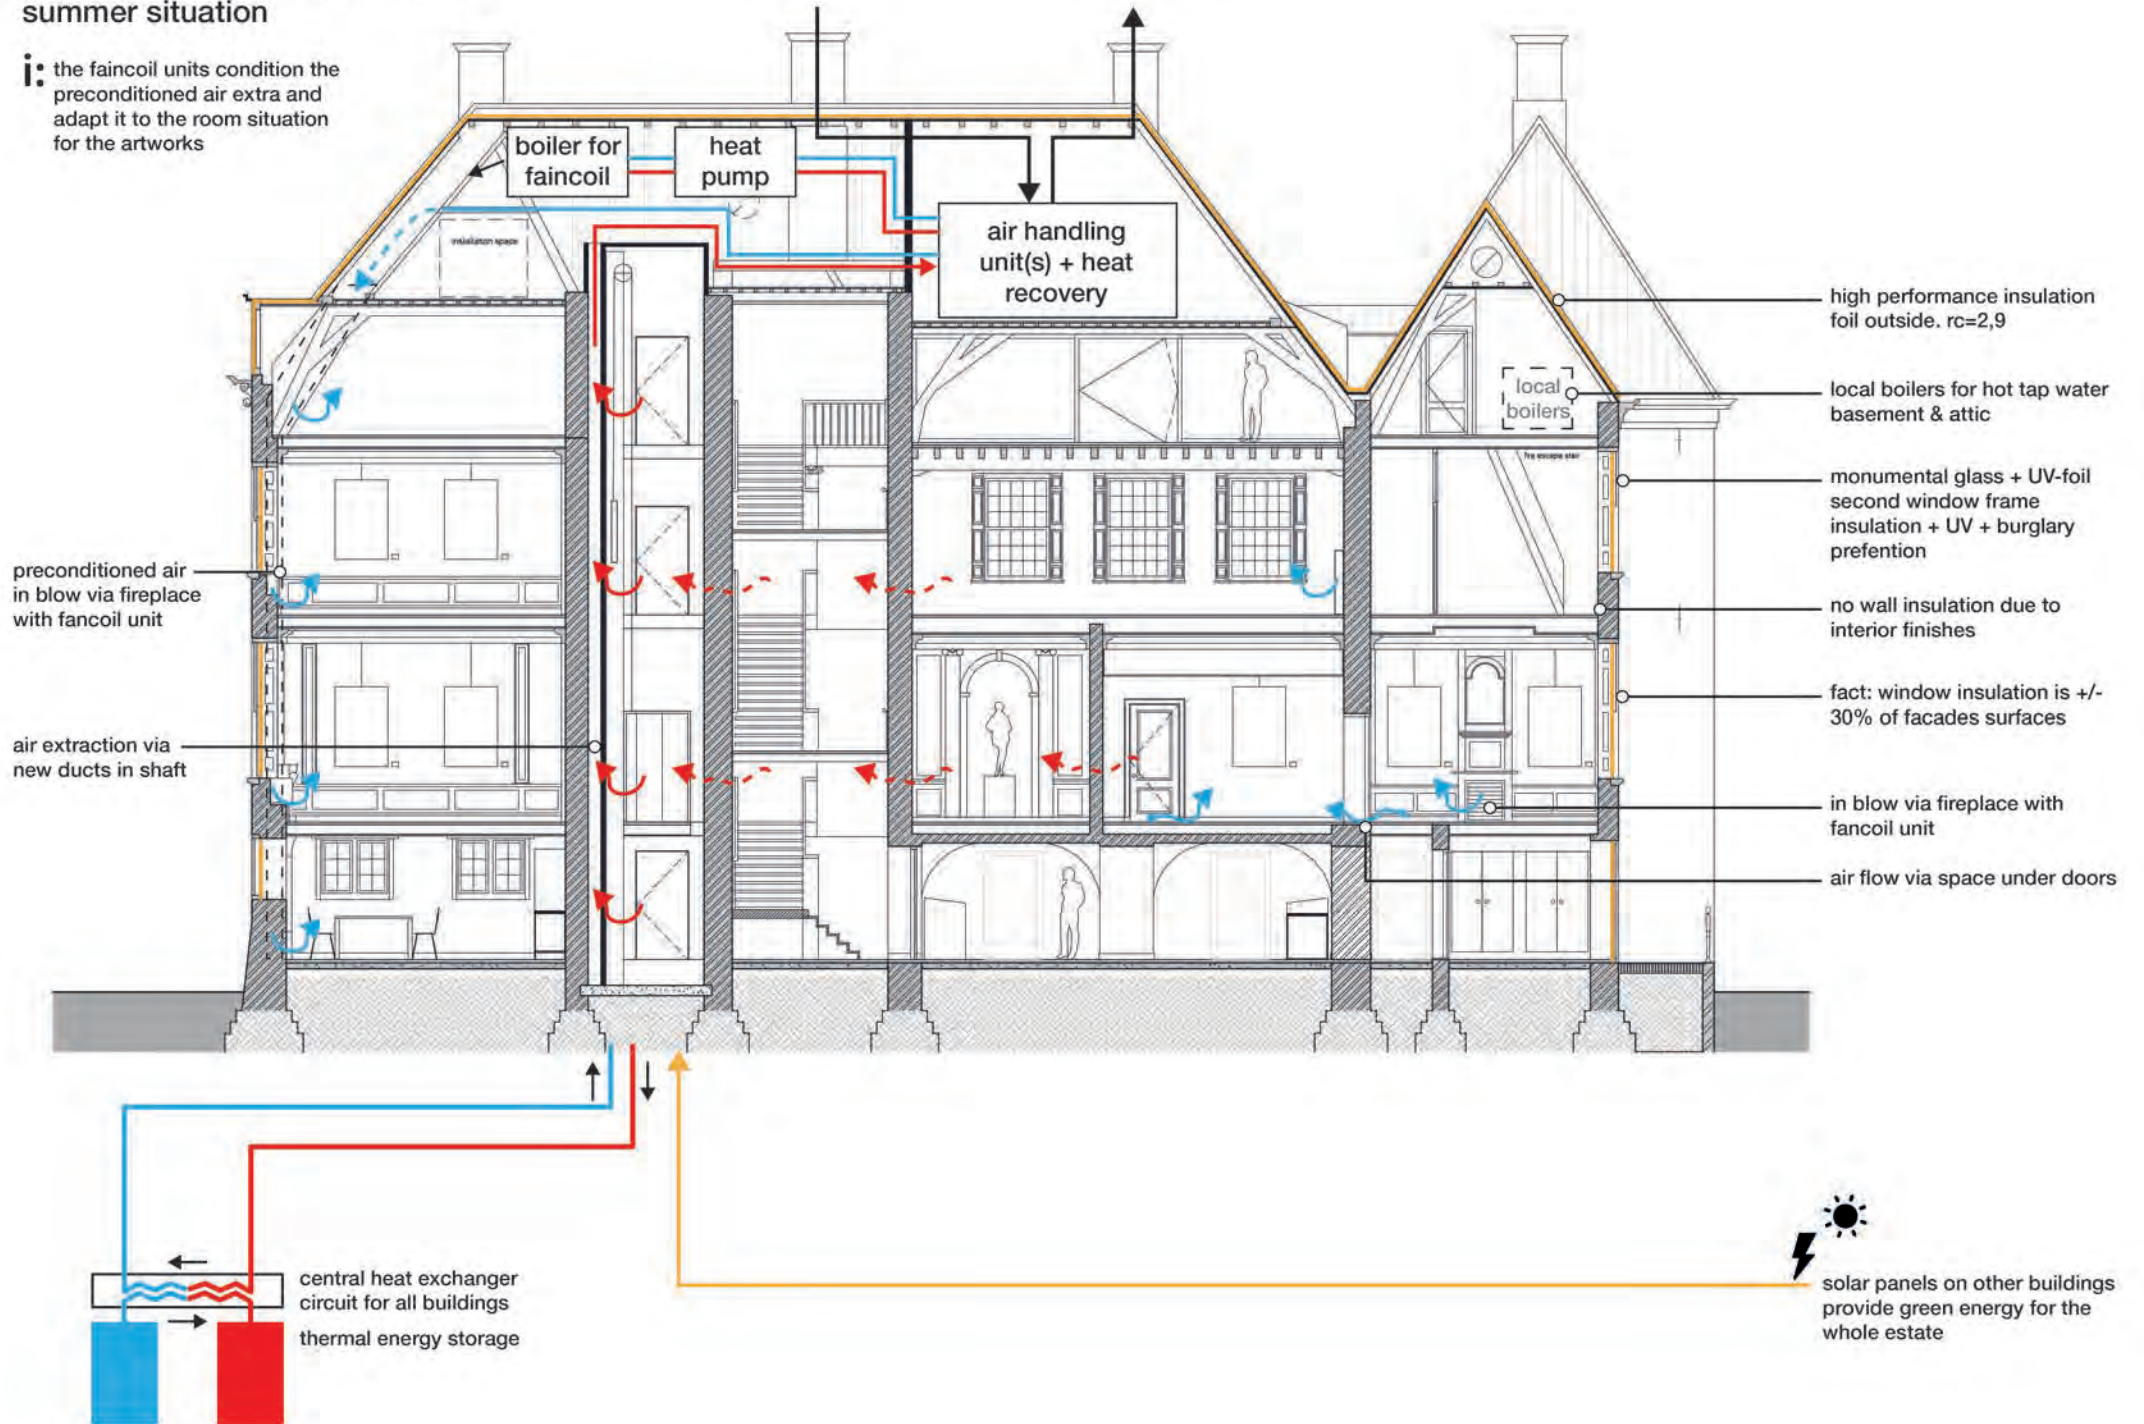 summer situation
i: the faincoil units condition the
preconditioned air extra and
adapt it to the room situation
for the artworks
boiler for
faincoil
heat
pump
air handling
unit(s) + heat
recovery
installation space
local
boilers
fire escape stair
preconditioned air
in blow via fireplace
with fancoil unit
air extraction via
new ducts in shaft
high performance insulation
foil outside. rc=2,9
local boilers for hot tap water
basement & attic
monumental glass + UV-foil
second window frame
insulation + UV + burglary
prefention
no wall insulation due to
interior finishes
fact: window insulation is +/-
30% of facades surfaces
in blow via fireplace with
fancoil unit
air flow via space under doors
central heat exchanger
circuit for all buildings
thermal energy storage
solar panels on other buildings
provide green energy for the
whole estate